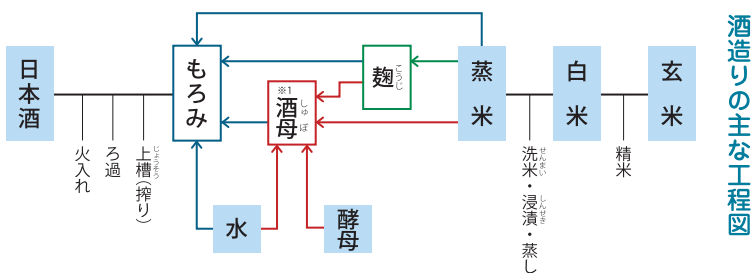 酒造りの主な工程図
玄米
精米
白米
洗米・浸漬・蒸し
せんまい
しんせき
蒸米
麹
こうじ
※1
酒母
しゅぼ
酵母
水
もろみ
上槽（搾り）
じょうそう
ろ過
火入れ
日本酒